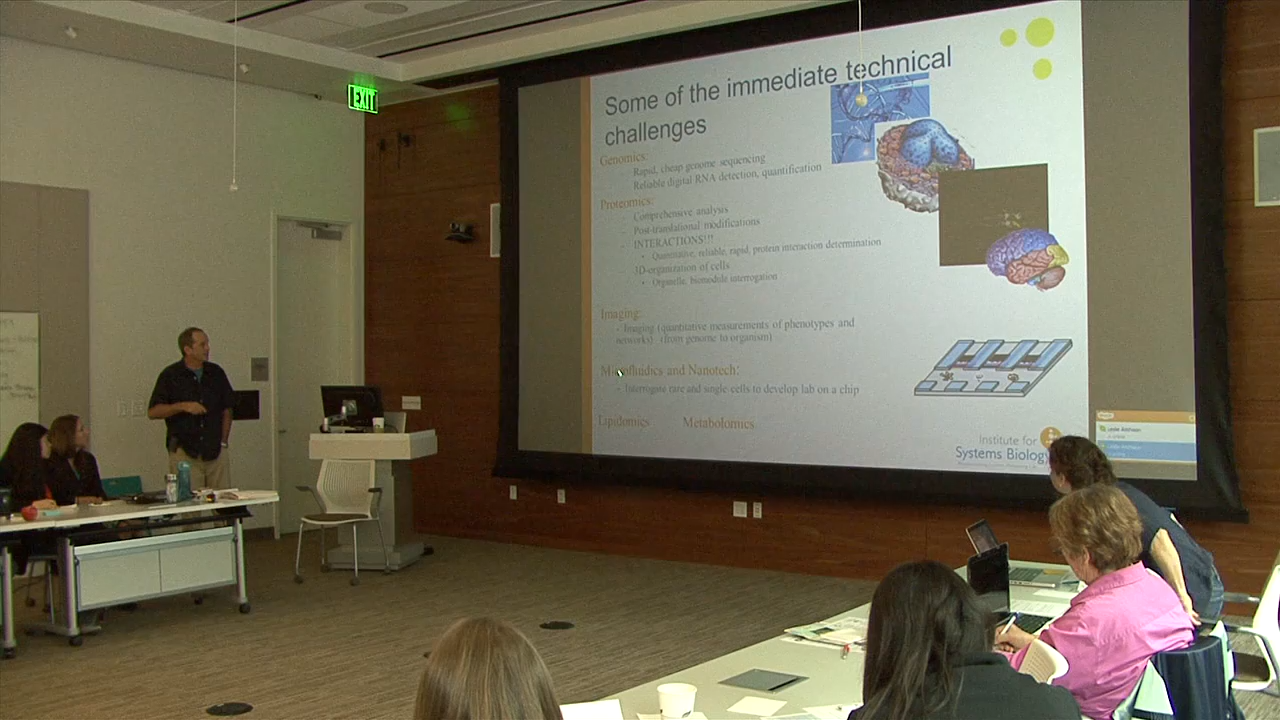 EXIT
Some of the immediate technical
challenges
Genomics:
Rapid, cheap genome sequencing
Reliable digital RNA detection, quantification
Proteomics:
- Comprehensive analysis
- Post-translational modifications
- INTERACTIONS!!!
• Quantitative, reliable, rapid, protein interaction determination
- 3D-organization of cells
• Organelle, biomodule interrogation
Imaging:
- Imaging (quantitative measurements of phenotypes and
networks) (from genome to organism)
Microfluidics and Nanotech:
- Interrogate rare and single cells to develop lab on a chip
Lipidomics Metabolomics
Institute for
Systems Biology